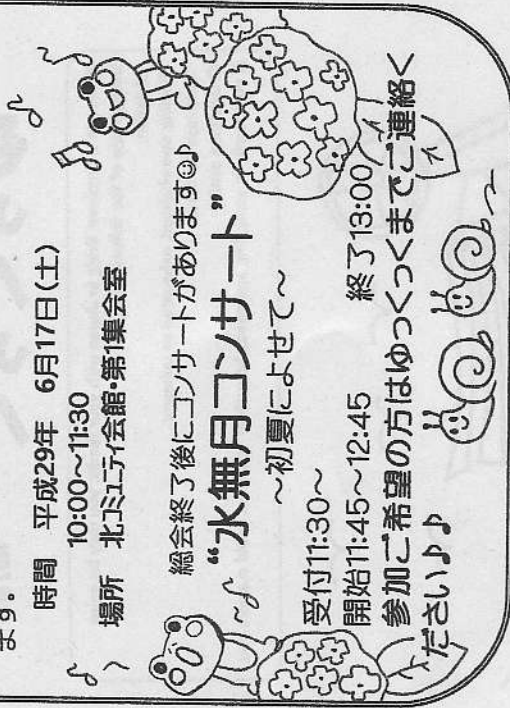 ます。
時間　平成29年　6月17日(土)
10:00～11:30
場所　北コミュニティ会館・第1集会室
総会終了後にコンサートがあります☺♪
“水無月コンサート”
～初夏によせて～
受付11:30～
開始11:45～12:45　終了13:00
参加ご希望の方はゆっくっくまでご連絡く
ださい♪♪